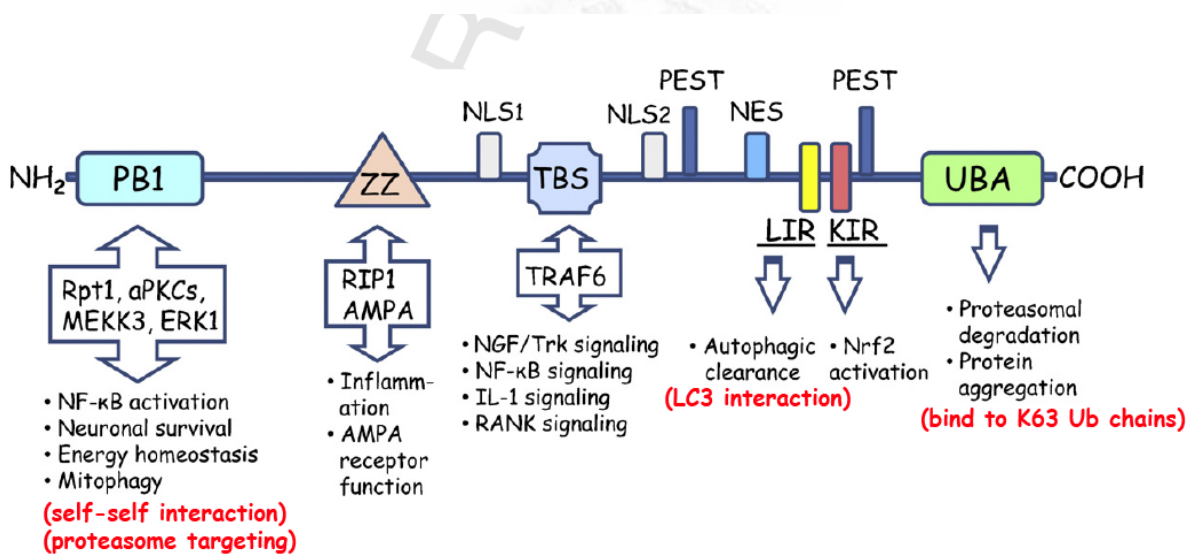 PEST
PEST
NLS1
NLS2
NES
NH₂
PB1
ZZ
TBS
UBA
COOH
LIR
KIR
Rpt1, aPKCs,
MEKK3, ERK1
RIP1
AMPA
TRAF6
• NF-κB activation
• Neuronal survival
• Energy homeostasis
• Mitophagy
(self-self interaction)
(proteasome targeting)
• Inflamm-
ation
• AMPA
receptor
function
• NGF/Trk signaling
• NF-κB signaling
• IL-1 signaling
• RANK signaling
• Autophagic
clearance
(LC3 interaction)
• Nrf2
activation
• Proteasomal
degradation
• Protein
aggregation
(bind to K63 Ub chains)